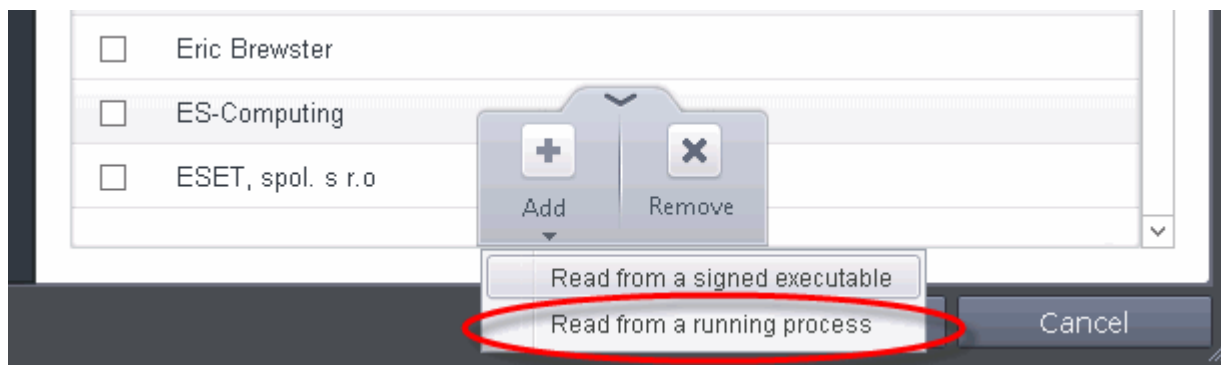 Eric Brewster
ES-Computing
ESET, spol. s r.o
Add
Remove
Read from a signed executable
Read from a running process
Cancel